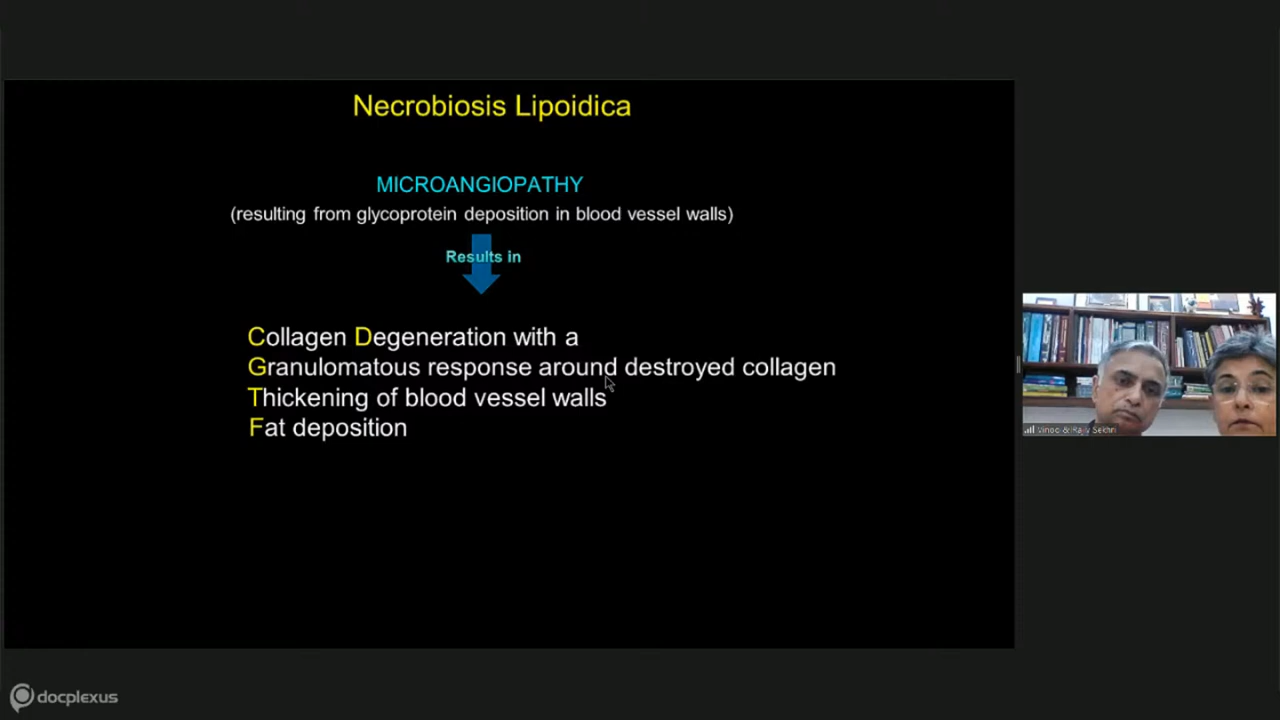 Necrobiosis Lipoidica
MICROANGIOPATHY
(resulting from glycoprotein deposition in blood vessel walls)
Results in
Collagen Degeneration with a
Granulomatous response around destroyed collagen
Thickening of blood vessel walls
Fat deposition
Sekhri
docplexus